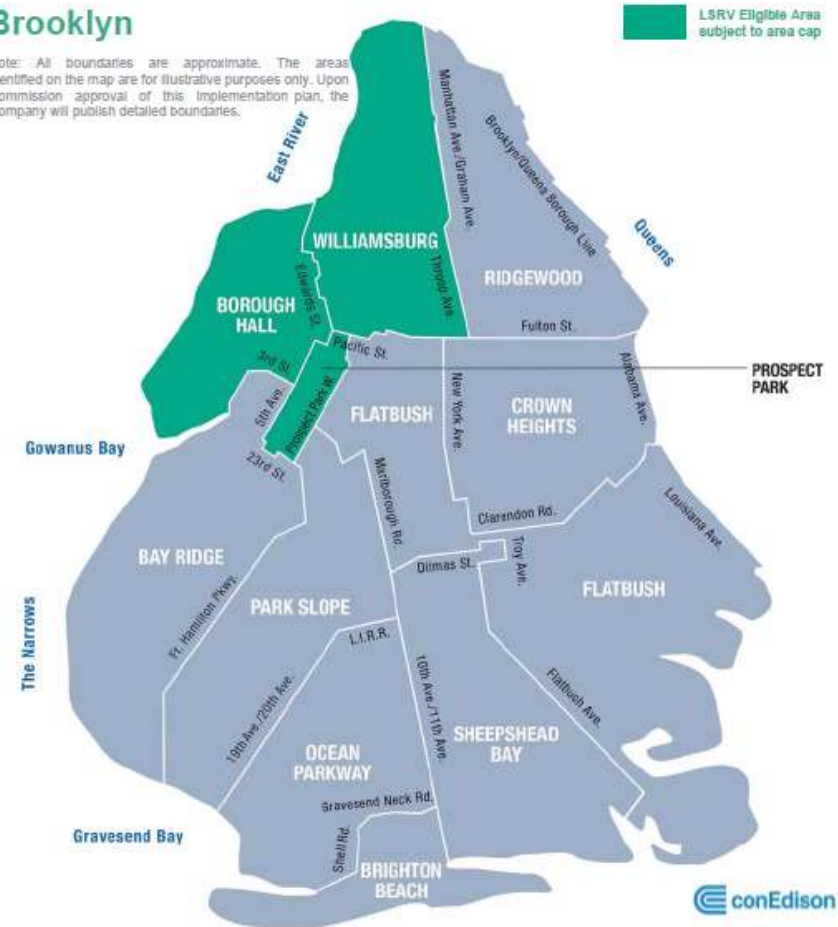 Brooklyn
ote: All boundaries are approximate. The areas
entified on the map are for illustrative purposes only. Upon
ommission approval of this implementation plan, the
ompany will publish detailed boundaries.
LSRV Eligible Area
subject to area cap
East River
Manhattan Ave./Graham Ave.
Brooklyn/Queens Borough Line
Queens
WILLIAMSBURG
Throop Ave.
RIDGEWOOD
Edwards St.
BOROUGH
HALL
Fulton St.
Pacific St.
3rd St.
PROSPECT
PARK
5th Ave.
Prospect Park W.
FLATBUSH
New York Ave.
CROWN
HEIGHTS
Alabama Ave.
Gowanus Bay
23rd St.
Marlborough Rd.
Clarendon Rd.
Louisiana Ave.
BAY RIDGE
Ditmas St.
Troy Ave.
FLATBUSH
The Narrows
Ft. Hamilton Pkwy.
PARK SLOPE
L.I.R.R.
19th Ave./20th Ave.
10th Ave./11th Ave.
Flatbush Ave.
SHEEPSHEAD
BAY
OCEAN
PARKWAY
Gravesend Neck Rd.
Gravesend Bay
Shell Rd.
BRIGHTON
BEACH
conEdison